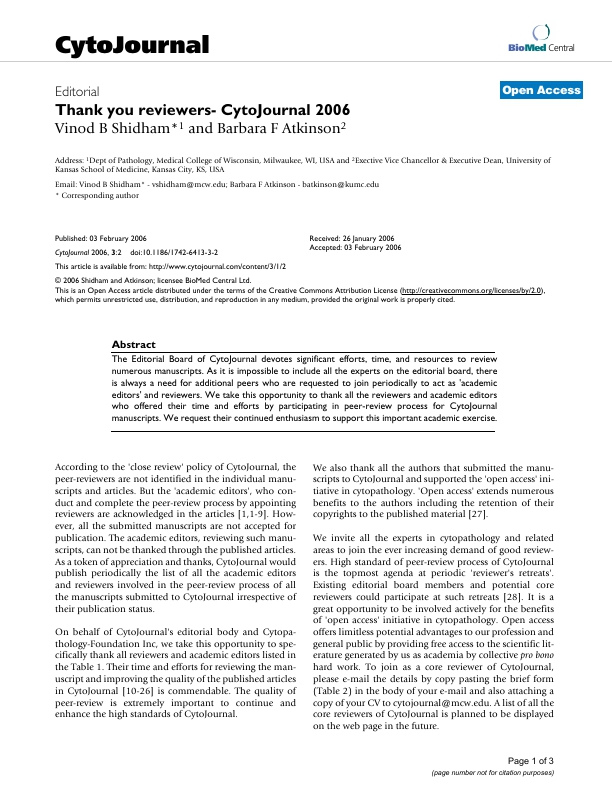 CytoJournal
BioMed Central
Editorial
Open Access
Thank you reviewers- CytoJournal 2006
Vinod B Shidham*1 and Barbara F Atkinson2
Address: 1Dept of Pathology, Medical College of Wisconsin, Milwaukee, WI, USA and 2Exective Vice Chancellor & Executive Dean, University of
Kansas School of Medicine, Kansas City, KS, USA
Email: Vinod B Shidham* - vshidham@mcw.edu; Barbara F Atkinson - batkinson@kumc.edu
* Corresponding author
Published: 03 February 2006
CytoJournal 2006, 3:2 doi:10.1186/1742-6413-3-2
Received: 26 January 2006
Accepted: 03 February 2006
This article is available from: http://www.cytojournal.com/content/3/1/2
© 2006 Shidham and Atkinson; licensee BioMed Central Ltd.
This is an Open Access article distributed under the terms of the Creative Commons Attribution License (http://creativecommons.org/licenses/by/2.0),
which permits unrestricted use, distribution, and reproduction in any medium, provided the original work is properly cited.
Abstract
The Editorial Board of CytoJournal devotes significant efforts, time, and resources to review
numerous manuscripts. As it is impossible to include all the experts on the editorial board, there
is always a need for additional peers who are requested to join periodically to act as 'academic
editors' and reviewers. We take this opportunity to thank all the reviewers and academic editors
who offered their time and efforts by participating in peer-review process for CytoJournal
manuscripts. We request their continued enthusiasm to support this important academic exercise.
According to the 'close review' policy of CytoJournal, the
peer-reviewers are not identified in the individual manu-
scripts and articles. But the 'academic editors', who con-
duct and complete the peer-review process by appointing
reviewers are acknowledged in the articles [1,1-9]. How-
ever, all the submitted manuscripts are not accepted for
publication. The academic editors, reviewing such manu-
scripts, can not be thanked through the published articles.
As a token of appreciation and thanks, CytoJournal would
publish periodically the list of all the academic editors
and reviewers involved in the peer-review process of all
the manuscripts submitted to CytoJournal irrespective of
their publication status.
On behalf of CytoJournal's editorial body and Cytopa-
thology-Foundation Inc, we take this opportunity to spe-
cifically thank all reviewers and academic editors listed in
the Table 1. Their time and efforts for reviewing the man-
uscript and improving the quality of the published articles
in CytoJournal [10-26] is commendable. The quality of
peer-review is extremely important to continue and
enhance the high standards of CytoJournal.
We also thank all the authors that submitted the manu-
scripts to CytoJournal and supported the 'open access' ini-
tiative in cytopathology. 'Open access' extends numerous
benefits to the authors including the retention of their
copyrights to the published material [27].
We invite all the experts in cytopathology and related
areas to join the ever increasing demand of good review-
ers. High standard of peer-review process of CytoJournal
is the topmost agenda at periodic 'reviewer's retreats'.
Existing editorial board members and potential core
reviewers could participate at such retreats [28]. It is a
great opportunity to be involved actively for the benefits
of 'open access' initiative in cytopathology. Open access
offers limitless potential advantages to our profession and
general public by providing free access to the scientific lit-
erature generated by us as academia by collective pro bono
hard work. To join as a core reviewer of CytoJournal,
please e-mail the details by copy pasting the brief form
(Table 2) in the body of your e-mail and also attaching a
copy of your CV to cytojournal@mcw.edu. A list of all the
core reviewers of CytoJournal is planned to be displayed
on the web page in the future.
Page 1 of 3
(page number not for citation purposes)